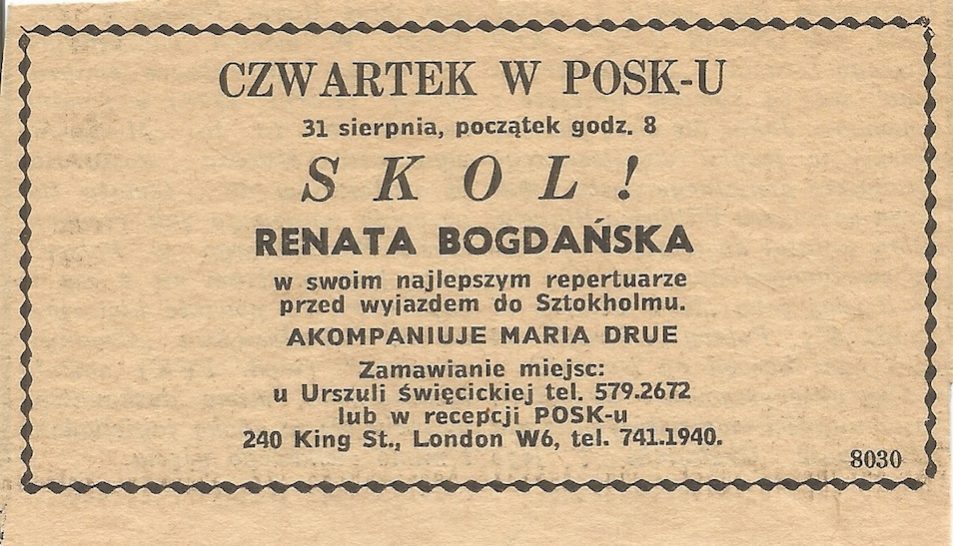 CZWARTEK W POSK-U
31 sierpnia, początek godz. 8
SKOL!
RENATA BOGDAŃSKA
w swoim najlepszym repertuarze
przed wyjazdem do Sztokholmu.
AKOMPANIUJE MARIA DRUE
Zamawianie miejsc:
u Urszuli Święcickiej tel. 579.2672
lub w recepcji POSK-u
240 King St., London W6, tel. 741.1940.
8030